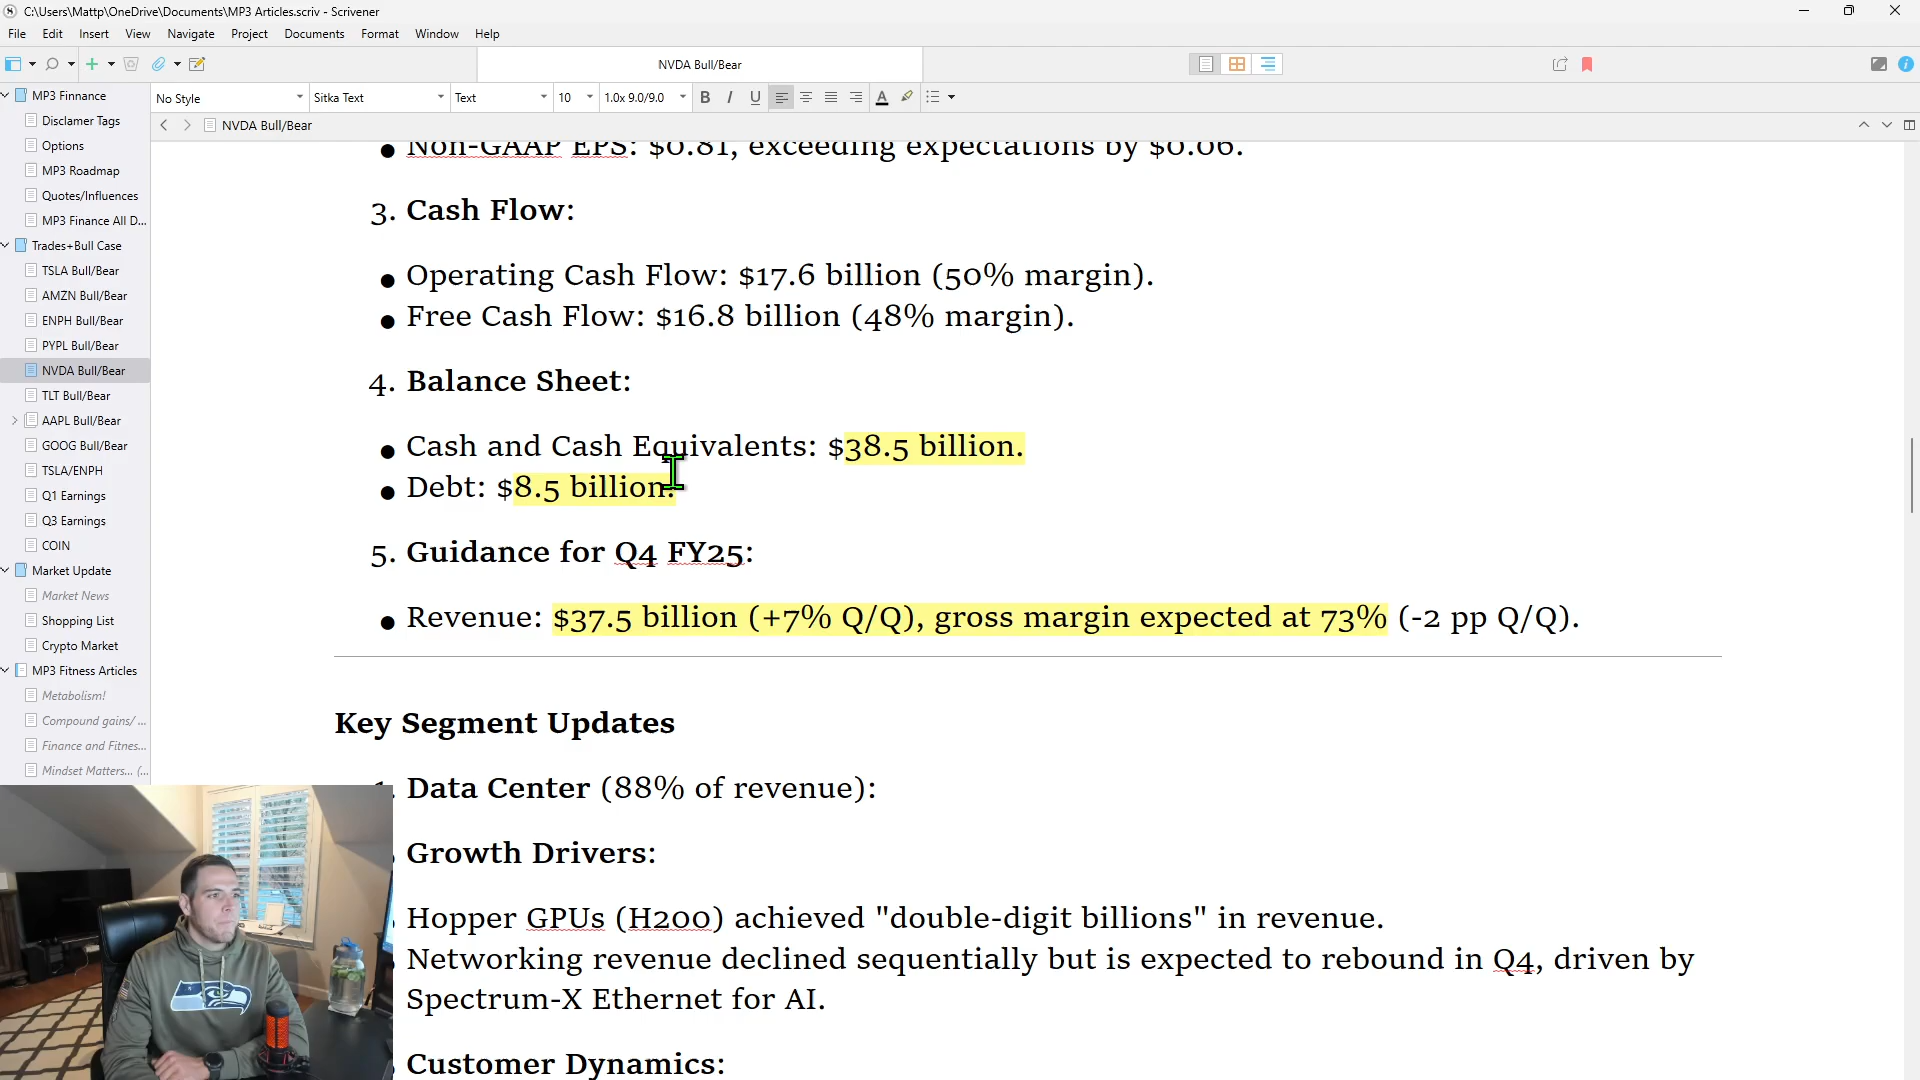 C:\Users\Mattp\OneDrive\Documents\MP3 Articles.scriv - Scrivener
File Edit Insert View Navigate Project Documents Format Window Help
NVDA Bull/Bear
No Style Sitka Text Text 10 1.0x 9.0/9.0 B I U A
NVDA Bull/Bear
MP3 Finnance
Disclamer Tags
Options
MP3 Roadmap
Quotes/Influences
MP3 Finance All D...
Trades+Bull Case
TSLA Bull/Bear
AMZN Bull/Bear
ENPH Bull/Bear
PYPL Bull/Bear
NVDA Bull/Bear
TLT Bull/Bear
AAPL Bull/Bear
GOOG Bull/Bear
TSLA/ENPH
Q1 Earnings
Q3 Earnings
COIN
Market Update
Market News
Shopping List
Crypto Market
MP3 Fitness Articles
Metabolism!
Compound gains/ ...
Finance and Fitnes...
Mindset Matters... (...
Non-GAAP EPS: $0.81, exceeding expectations by $0.06.
3. Cash Flow:
Operating Cash Flow: $17.6 billion (50% margin).
Free Cash Flow: $16.8 billion (48% margin).
4. Balance Sheet:
Cash and Cash Equivalents: $38.5 billion.
Debt: $8.5 billion.
5. Guidance for Q4 FY25:
Revenue: $37.5 billion (+7% Q/Q), gross margin expected at 73% (-2 pp Q/Q).
Key Segment Updates
Data Center (88% of revenue):
Growth Drivers:
Hopper GPUs (H200) achieved "double-digit billions" in revenue.
Networking revenue declined sequentially but is expected to rebound in Q4, driven by
Spectrum-X Ethernet for AI.
Customer Dynamics: